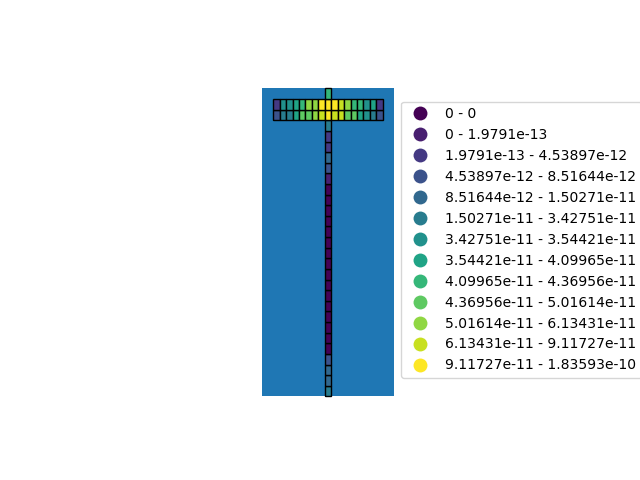 0 - 0
0 - 1.9791e-13
1.9791e-13 - 4.53897e-12
4.53897e-12 - 8.51644e-12
8.51644e-12 - 1.50271e-11
1.50271e-11 - 3.42751e-11
3.42751e-11 - 3.54421e-11
3.54421e-11 - 4.09965e-11
4.09965e-11 - 4.36956e-11
4.36956e-11 - 5.01614e-11
5.01614e-11 - 6.13431e-11
6.13431e-11 - 9.11727e-11
9.11727e-11 - 1.83593e-10